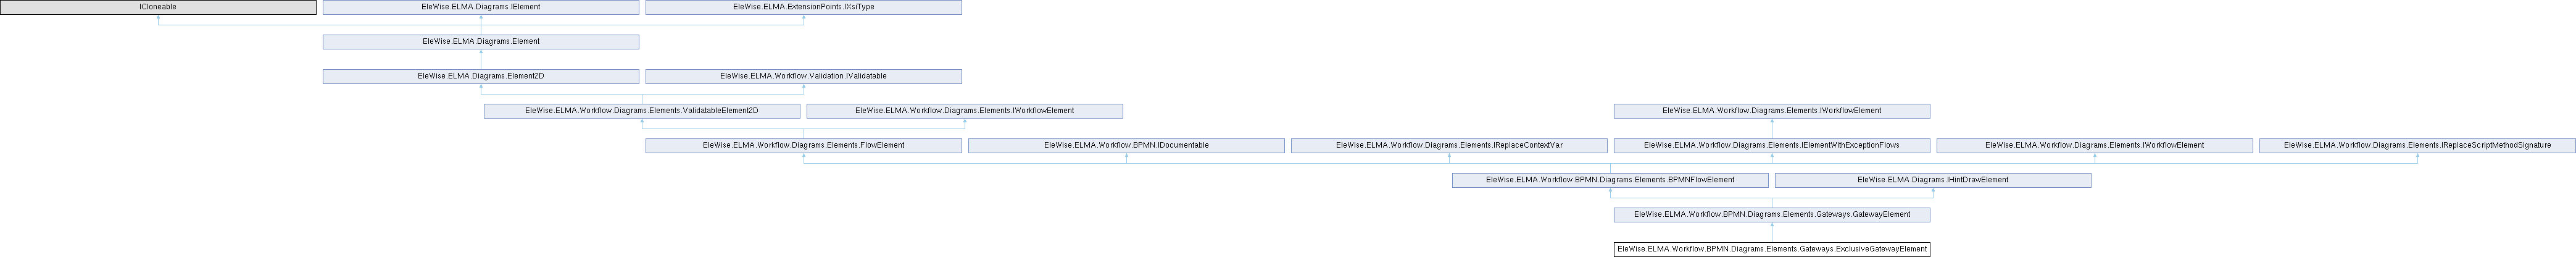 ICloneable
EleWise.ELMA.Diagrams.IElement
EleWise.ELMA.ExtensionPoints.IXsiType
EleWise.ELMA.Diagrams.Element
EleWise.ELMA.Diagrams.Element2D
EleWise.ELMA.Workflow.Validation.IValidatable
EleWise.ELMA.Workflow.Diagrams.Elements.ValidatableElement2D
EleWise.ELMA.Workflow.Diagrams.Elements.IWorkflowElement
EleWise.ELMA.Workflow.Diagrams.Elements.IWorkflowElement
EleWise.ELMA.Workflow.Diagrams.Elements.FlowElement
EleWise.ELMA.Workflow.BPMN.IDocumentable
EleWise.ELMA.Workflow.Diagrams.Elements.IReplaceContextVar
EleWise.ELMA.Workflow.Diagrams.Elements.IElementWithExceptionFlows
EleWise.ELMA.Workflow.Diagrams.Elements.IWorkflowElement
EleWise.ELMA.Workflow.Diagrams.Elements.IReplaceScriptMethodSignature
EleWise.ELMA.Workflow.BPMN.Diagrams.Elements.BPMNFlowElement
EleWise.ELMA.Diagrams.IHintDrawElement
EleWise.ELMA.Workflow.BPMN.Diagrams.Elements.Gateways.GatewayElement
EleWise.ELMA.Workflow.BPMN.Diagrams.Elements.Gateways.ExclusiveGatewayElement